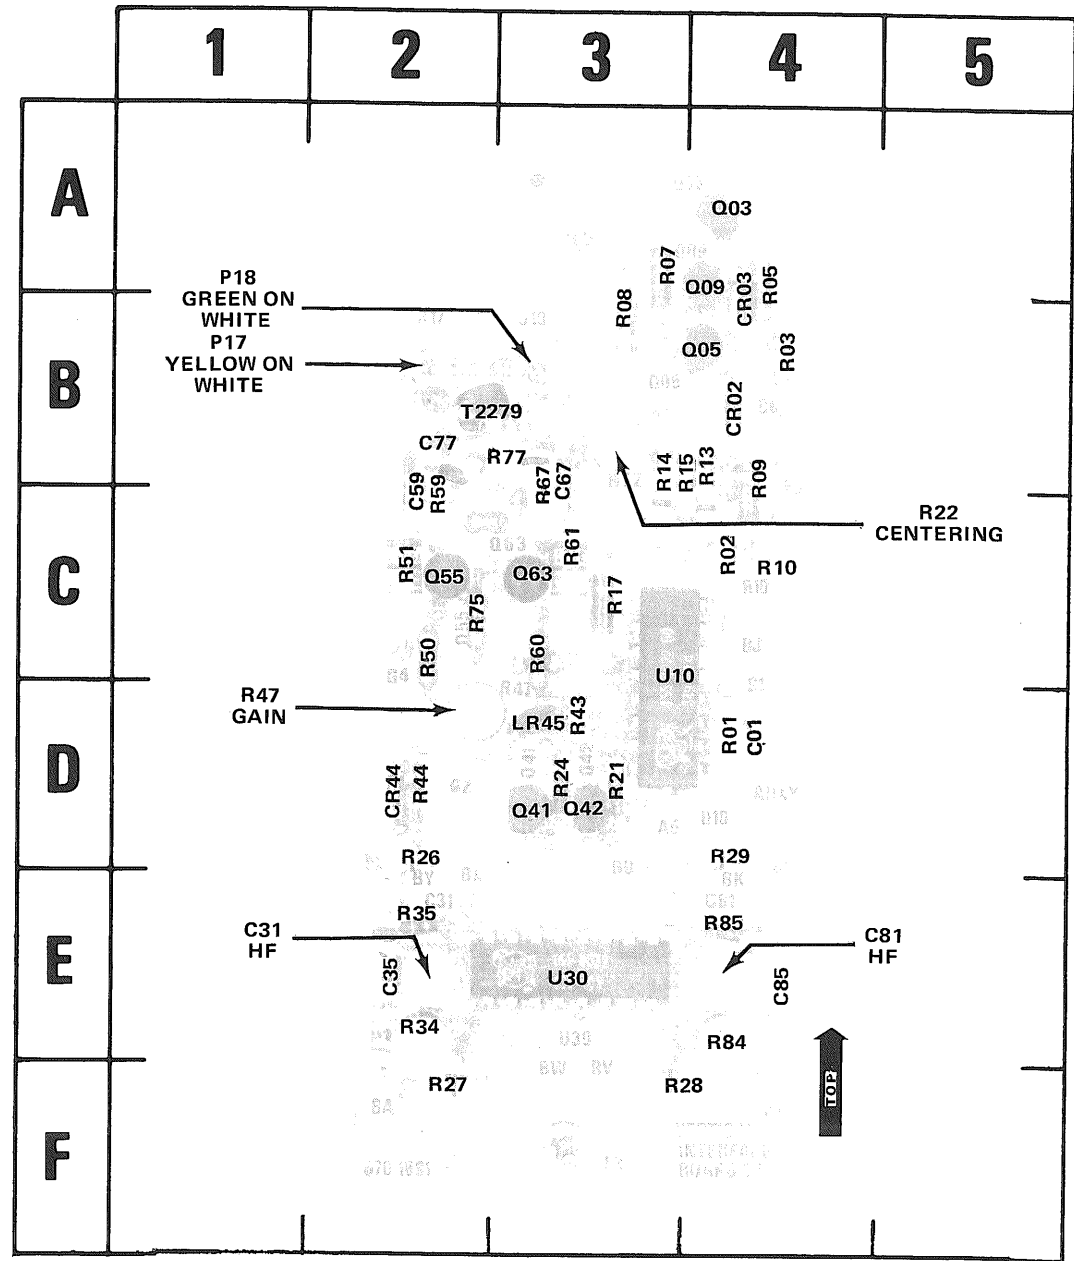 1 2 3 4 5
A
B
C
D
E
F
Q03
R07
Q09
CR03
R05
P18
GREEN ON
WHITE
R08
P17
YELLOW ON
WHITE
Q05
R03
T2279
CR02
C77
R77
R14
R15
R13
C59
R59
R67
C67
R09
R22
CENTERING
R51
Q55
Q63
R61
R02
R10
R75
R17
R50
R60
U10
R47
GAIN
LR45
R43
R01
C01
CR44
R44
R24
R21
Q41
Q42
R26
R29
C31
HF
R35
R85
C81
HF
C35
U30
C85
R34
R84
R27
R28
TOP